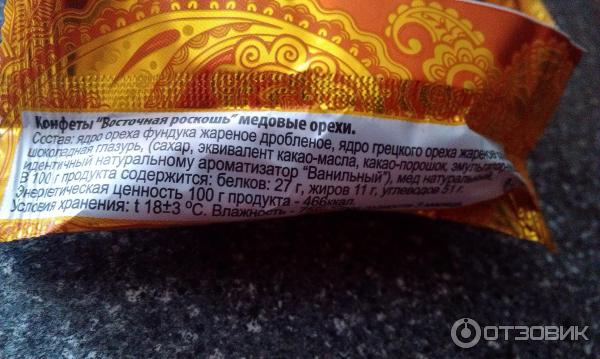 Конфеты "Восточная роскошь" медовые орехи.
Состав: ядро ореха фундука жареное дробленое, ядро грецкого ореха жареное
шоколадная глазурь, (сахар, эквивалент какао-масла, какао-порошок,
идентичный натуральному ароматизатор "Ванильный"), мед натуральный.
В 100 г продукта содержится: белков: 27 г, жиров 11 г, углеводов 51 г.
Энергетическая ценность 100 г продукта - 466ккал.
Условия хранения: t 18±3 °С. Влажность -
ОТЗОВИК